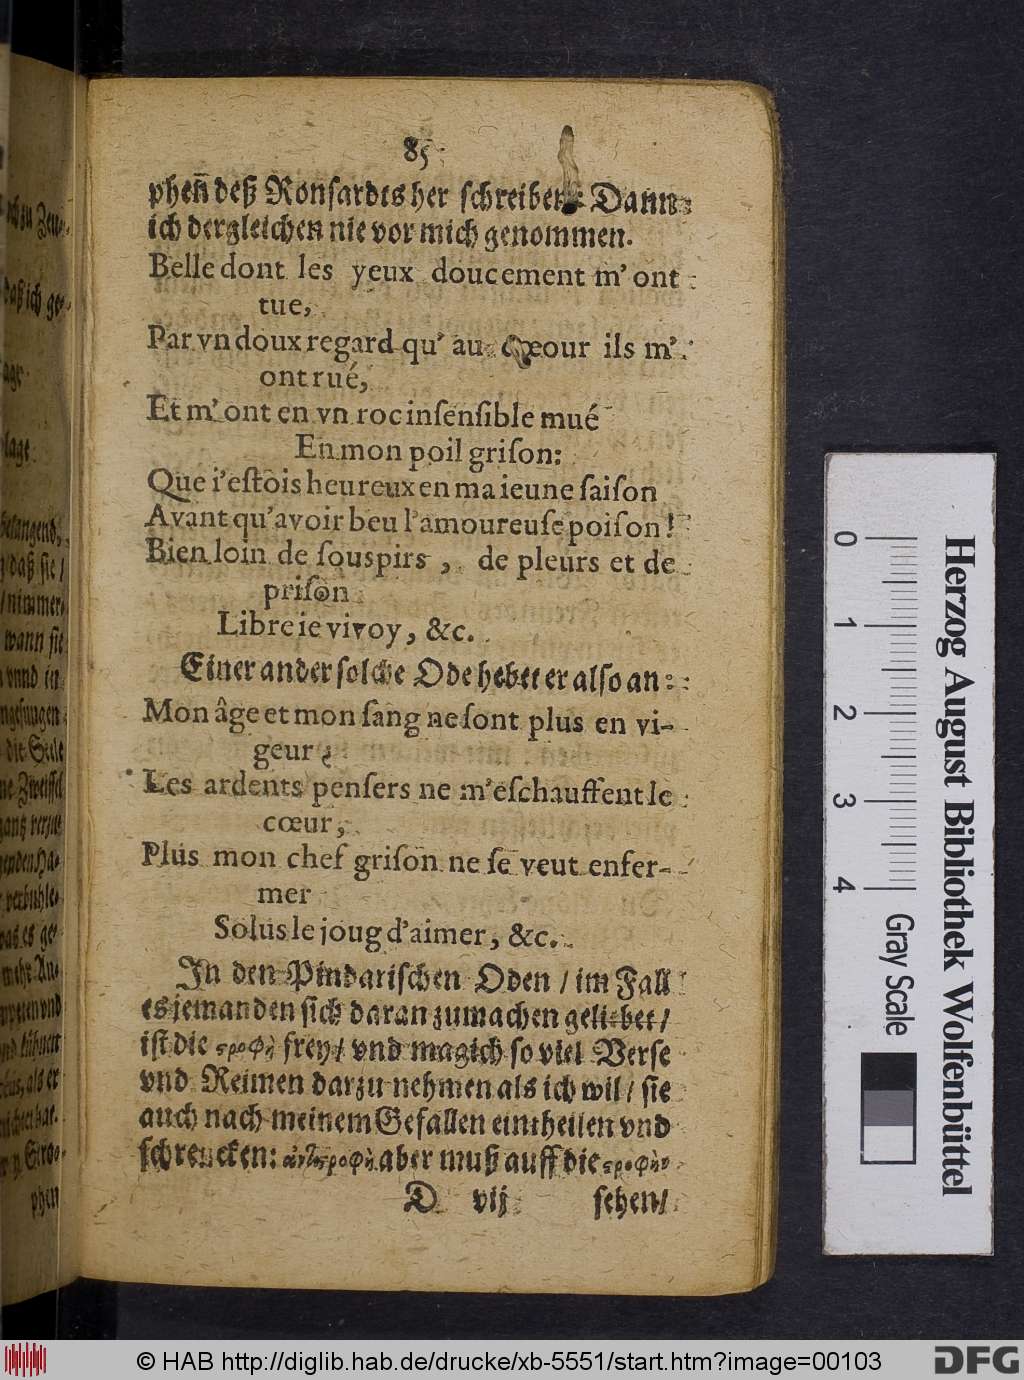 85
pheñ deß Ronsardts her schreiben: Dann
ich dergleichen nie vor mich genommen.
Belle dont les yeux doucement m' ont
tue,
Par vn doux regard qu' au cœour ils m'
ont rué,
Et m' ont en vn roc insensible mué
En mon poil grison:
Que i'estois heureux en ma ieune saison
Avant qu'avoir beu l'amoureuse poison!
Bien loin de souspirs, de pleurs et de
prison
Libre ie vivoy, &c.
Einer ander solche Ode hebet er also an:
Mon âge et mon sang ne sont plus en vi-
geur
Les ardents pensers ne m'eschauffent le
cœur,
Plus mon chef grison ne se veut enfer-
mer
Solus le joug d'aimer, &c.
In den Pindarischen Oden / im Fall
es jemanden sich daran zumachen geliebet /
ist die ςροφὴ frey / vnd mag ich so viel Verse
vnd Reimen darzu nehmen als ich wil / sie
auch nach meinem Gefallen eintheilen vnd
schrencken: ἀντιςροφὴ aber muß auff die ςροφὴν
D vij sehen /
0 1 2 3 4
Herzog August Bibliothek Wolfenbüttel
Gray Scale
© HAB http://diglib.hab.de/drucke/xb-5551/start.htm?image=00103
DFG